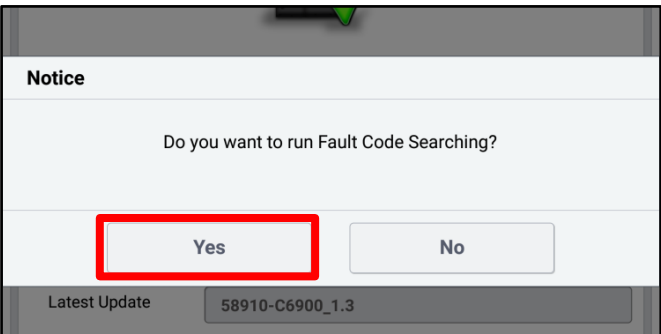 Notice
Do you want to run Fault Code Searching?
Yes No
Latest Update 58910-C6900_1.3